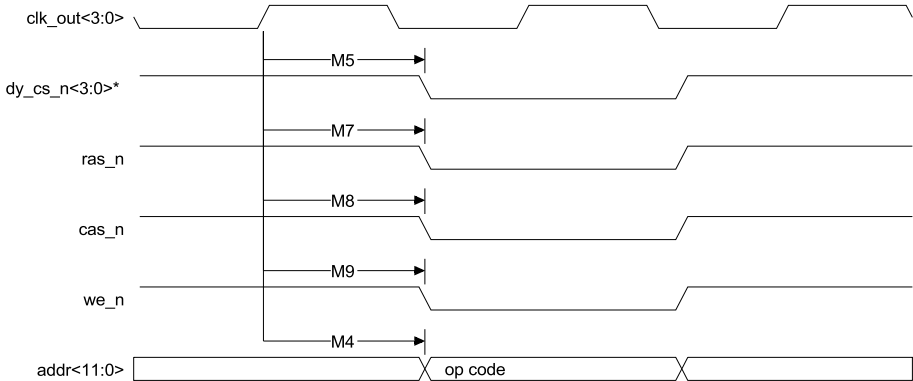 clk_out<3:0>
M5
dy_cs_n<3:0>*
M7
ras_n
M8
cas_n
M9
we_n
M4
addr<11:0> op code